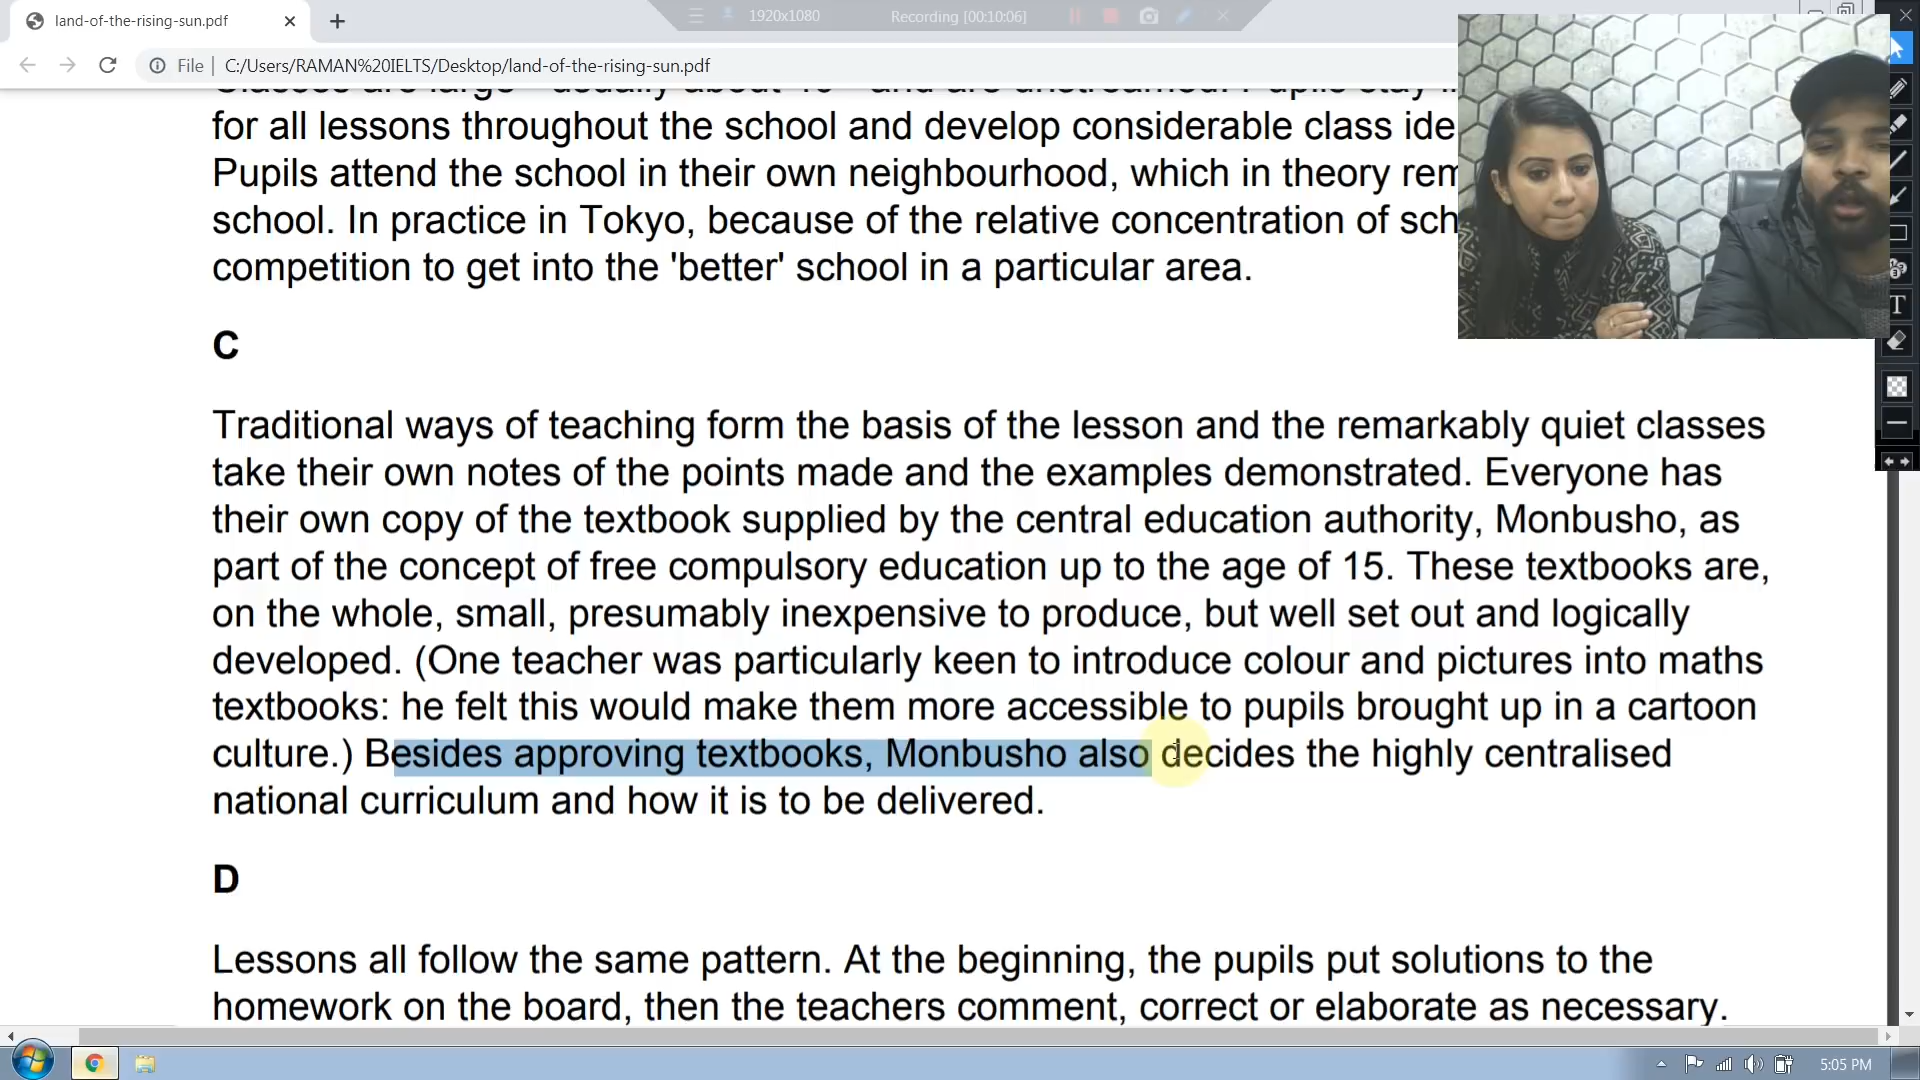 land-of-the-rising-sun.pdf
1920x1080
Recording [00:10:06]
File
C:/Users/RAMAN%20IELTS/Desktop/land-of-the-rising-sun.pdf
Classes are large - usually about 40 - and are unstreamed. Pupils stay
for all lessons throughout the school and develop considerable class ide
Pupils attend the school in their own neighbourhood, which in theory rem
school. In practice in Tokyo, because of the relative concentration of sch
competition to get into the 'better' school in a particular area.
C
Traditional ways of teaching form the basis of the lesson and the remarkably quiet classes
take their own notes of the points made and the examples demonstrated. Everyone has
their own copy of the textbook supplied by the central education authority, Monbusho, as
part of the concept of free compulsory education up to the age of 15. These textbooks are,
on the whole, small, presumably inexpensive to produce, but well set out and logically
developed. (One teacher was particularly keen to introduce colour and pictures into maths
textbooks: he felt this would make them more accessible to pupils brought up in a cartoon
culture.) Besides approving textbooks, Monbusho also decides the highly centralised
national curriculum and how it is to be delivered.
D
Lessons all follow the same pattern. At the beginning, the pupils put solutions to the
homework on the board, then the teachers comment, correct or elaborate as necessary.
T
5:05 PM